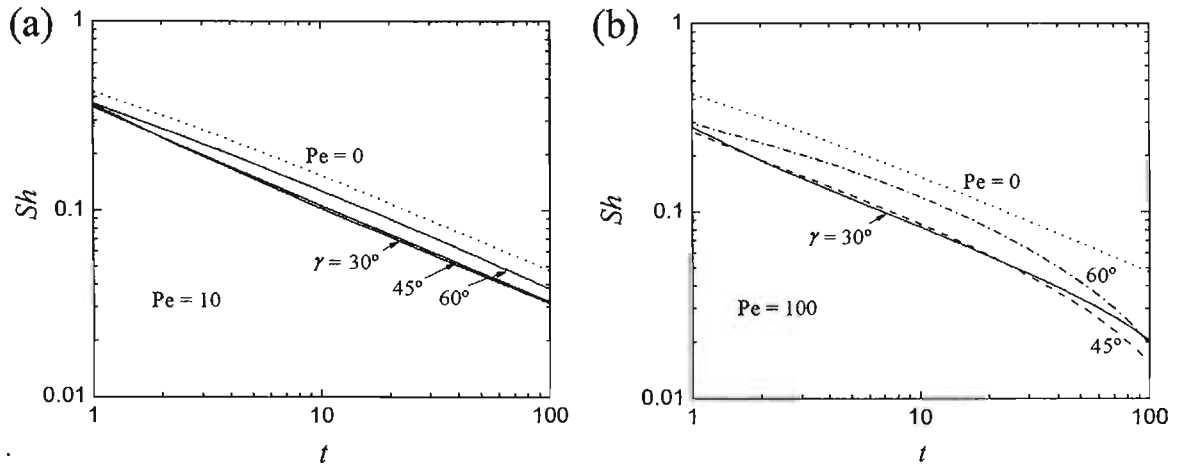 (a)
1
Sh
0.1
0.01
Pe = 0
γ = 30°
45°
60°
Pe = 10
1
10
100
t
(b)
1
Sh
0.1
0.01
Pe = 0
γ = 30°
60°
Pe = 100
45°
1
10
100
t